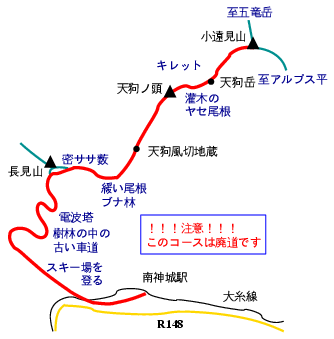 至五竜岳
小遠見山
キレット
天狗ノ頭
天狗岳
至アルプス平
灌木の
ヤセ尾根
天狗風切地蔵
密ササ薮
長見山
緩い尾根
ブナ林
電波塔
樹林の中の
古い車道
！！！注意！！！
このコースは廃道です
スキー場を
登る
南神城駅
大糸線
R148